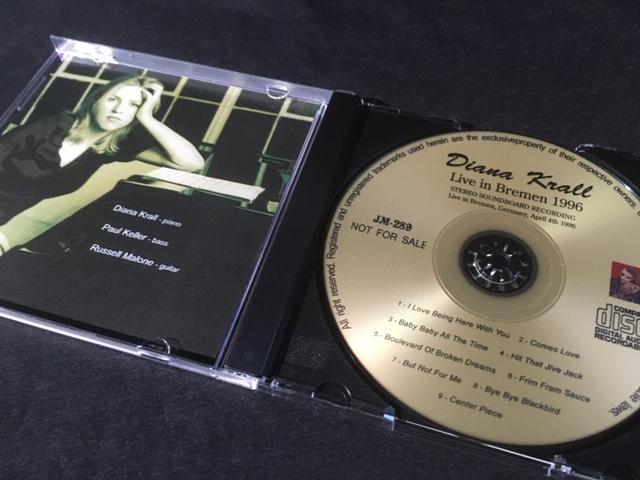 Diana Krall - piano
Paul Keller - bass
Russell Malone - guitar
All right reserved. Registered and unregistered trademarks used herein are the exclusiveproperty of their respective owners.
Diana Krall
Live in Bremen 1996
STEREO SOUNDBOARD RECORDING
Live in Bremen, Germany, April 4th 1996
JM-289
NOT FOR SALE
DIGITAL AUDIO
1 - I Love Being Here With You 2 - Comes Love
3 - Baby Baby All The Time 4 - Hit That Jive Jack
5 - Boulevard Of Broken Dreams 6 - Frim Fram Sauce
7 - But Not For Me 8 - Bye Bye Blackbird
9 - Center Piece